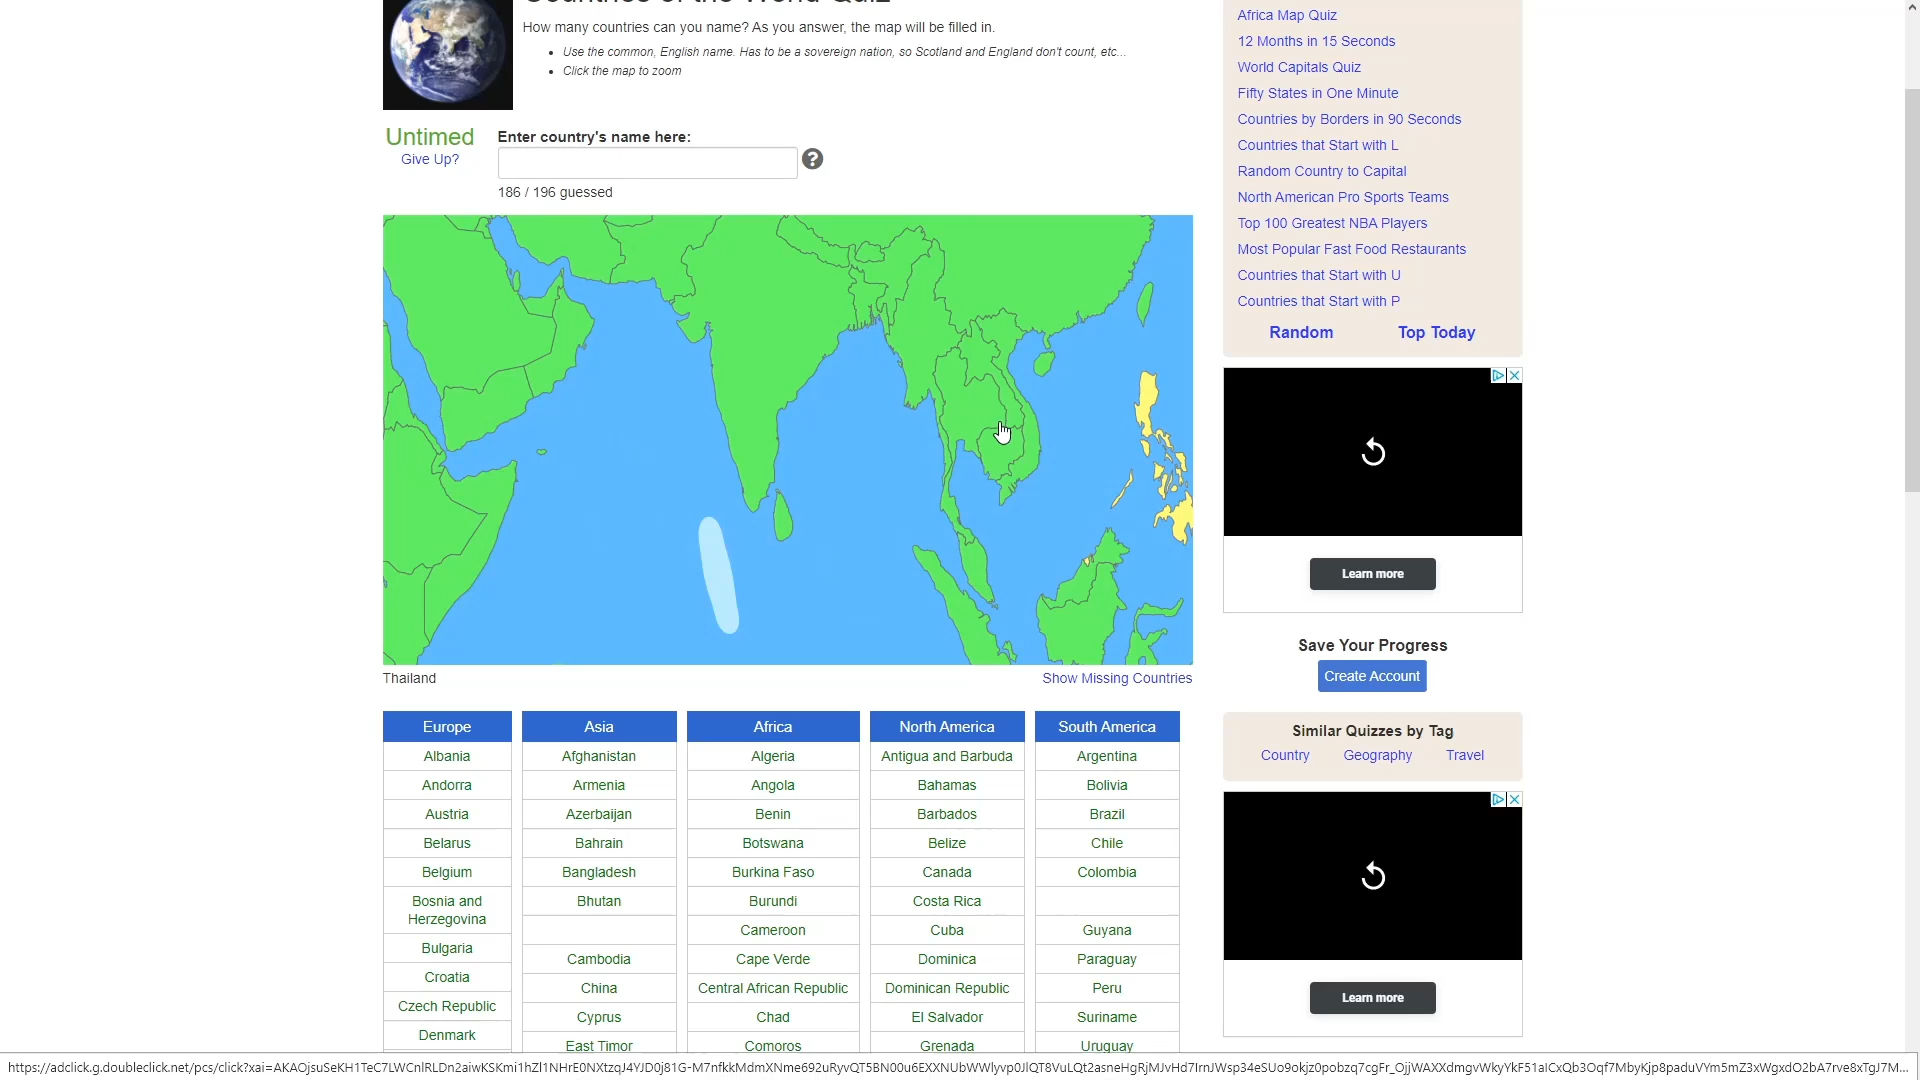 How many countries can you name? As you answer, the map will be filled in.
• Use the common, English name. Has to be a sovereign nation, so Scotland and England don't count, etc...
• Click the map to zoom
Untimed
Give Up?
Enter country's name here:
186 / 196 guessed
Thailand
Show Missing Countries
Europe
Albania
Andorra
Austria
Belarus
Belgium
Bosnia and
Herzegovina
Bulgaria
Croatia
Czech Republic
Denmark
Asia
Afghanistan
Armenia
Azerbaijan
Bahrain
Bangladesh
Bhutan
Cambodia
China
Cyprus
East Timor
Africa
Algeria
Angola
Benin
Botswana
Burkina Faso
Burundi
Cameroon
Cape Verde
Central African Republic
Chad
Comoros
North America
Antigua and Barbuda
Bahamas
Barbados
Belize
Canada
Costa Rica
Cuba
Dominica
Dominican Republic
El Salvador
Grenada
South America
Argentina
Bolivia
Brazil
Chile
Colombia
Guyana
Paraguay
Peru
Suriname
Uruguay
Africa Map Quiz
12 Months in 15 Seconds
World Capitals Quiz
Fifty States in One Minute
Countries by Borders in 90 Seconds
Countries that Start with L
Random Country to Capital
North American Pro Sports Teams
Top 100 Greatest NBA Players
Most Popular Fast Food Restaurants
Countries that Start with U
Countries that Start with P
Random Top Today
Learn more
Save Your Progress
Create Account
Similar Quizzes by Tag
Country Geography Travel
Learn more